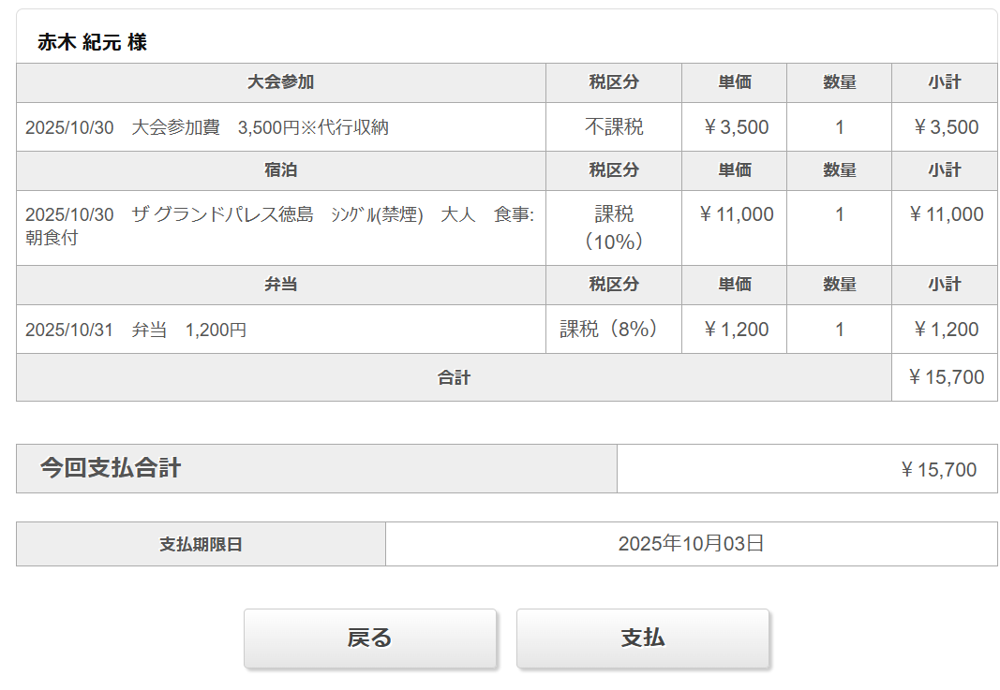 赤木 紀元 様
大会参加 税区分 単価 数量 小計
2025/10/30 大会参加費 3,500円※代行収納 不課税 ¥3,500 1 ¥3,500
宿泊 税区分 単価 数量 小計
2025/10/30 ザ グランドパレス徳島 ｼﾝｸﾞﾙ(禁煙) 大人 食事: 課税 ¥11,000 1 ¥11,000
朝食付 （10%）
弁当 税区分 単価 数量 小計
2025/10/31 弁当 1,200円 課税（8%） ¥1,200 1 ¥1,200
合計 ¥15,700
今回支払合計 ¥15,700
支払期限日 2025年10月03日
戻る 支払